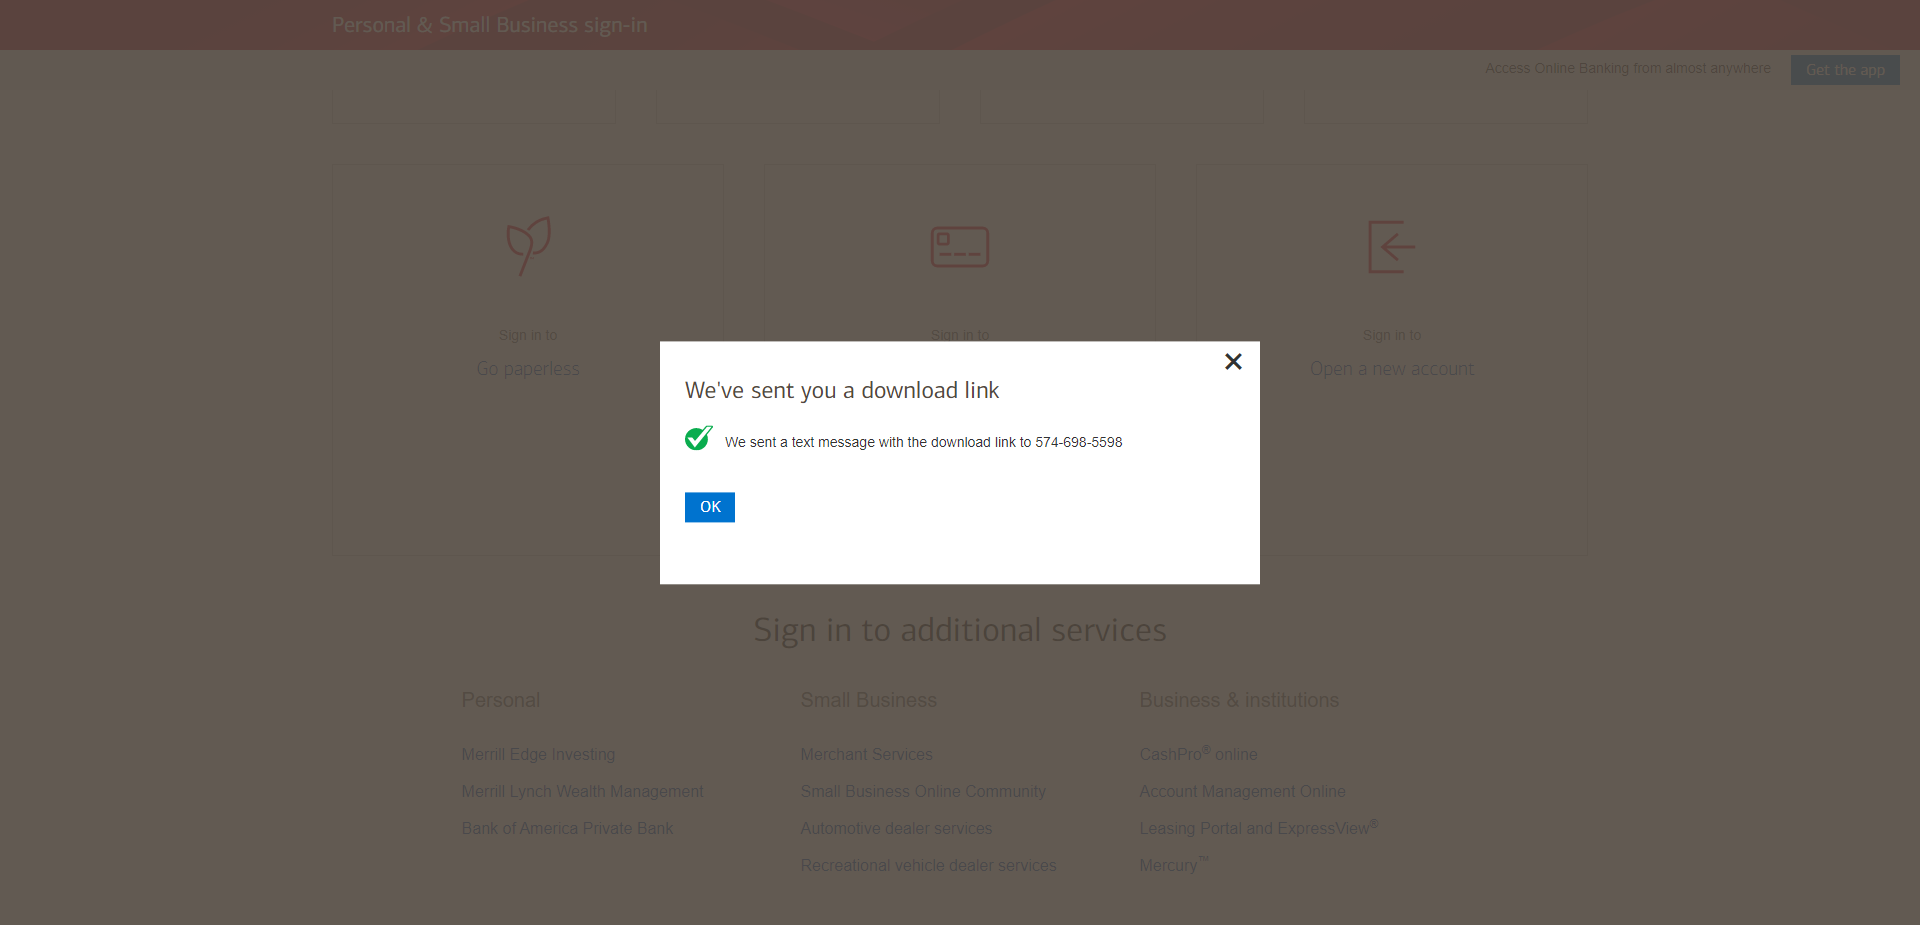 Personal & Small Business sign-in
Access Online Banking from almost anywhere
Get the app
Sign in to
Go paperless
Sign in to
Sign in to
Open a new account
We've sent you a download link
We sent a text message with the download link to 574-698-5598
OK
Sign in to additional services
Personal
Merrill Edge Investing
Merrill Lynch Wealth Management
Bank of America Private Bank
Small Business
Merchant Services
Small Business Online Community
Automotive dealer services
Recreational vehicle dealer services
Business & institutions
CashPro® online
Account Management Online
Leasing Portal and ExpressView®
Mercury™